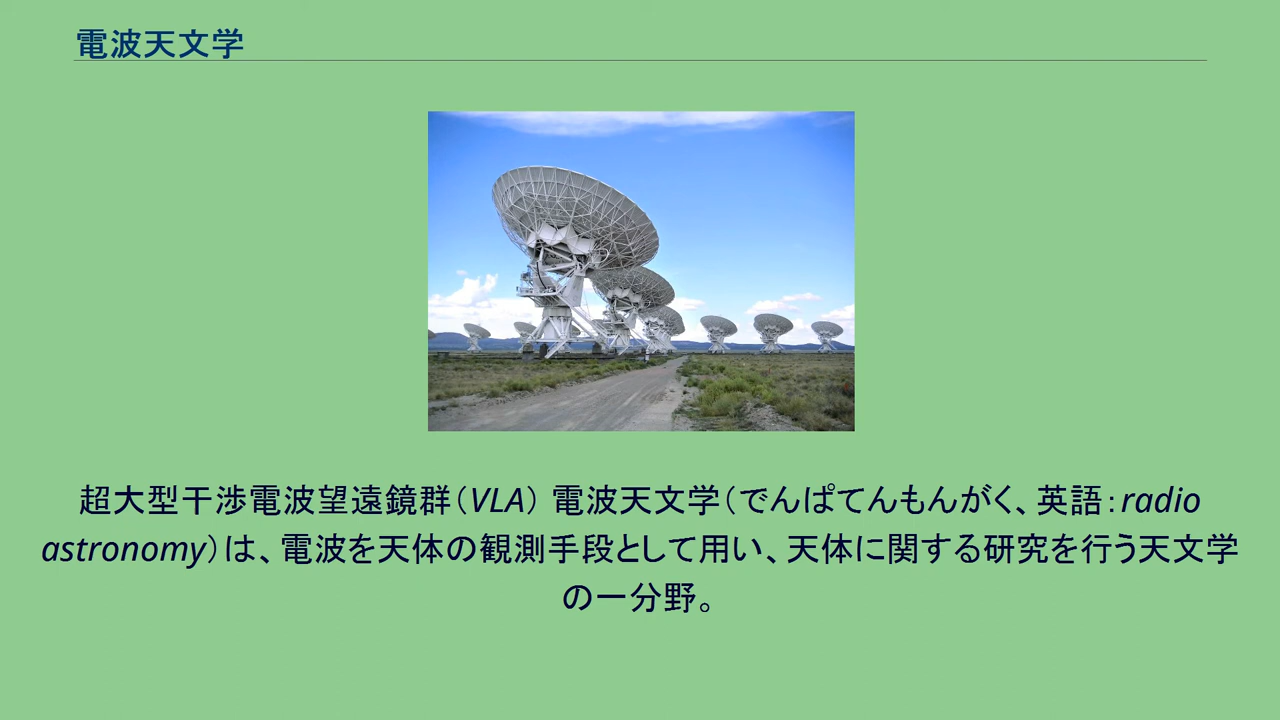 電波天文学
超大型干渉電波望遠鏡群（VLA） 電波天文学（でんぱてんもんがく、英語：radio
astronomy）は、電波を天体の観測手段として用い、天体に関する研究を行う天文学
の一分野。